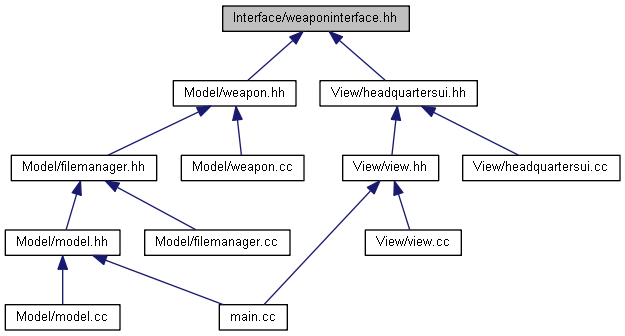 Interface/weaponinterface.hh
Model/weapon.hh
View/headquartersui.hh
Model/filemanager.hh
Model/weapon.cc
View/view.hh
View/headquartersui.cc
Model/model.hh
Model/filemanager.cc
View/view.cc
Model/model.cc
main.cc